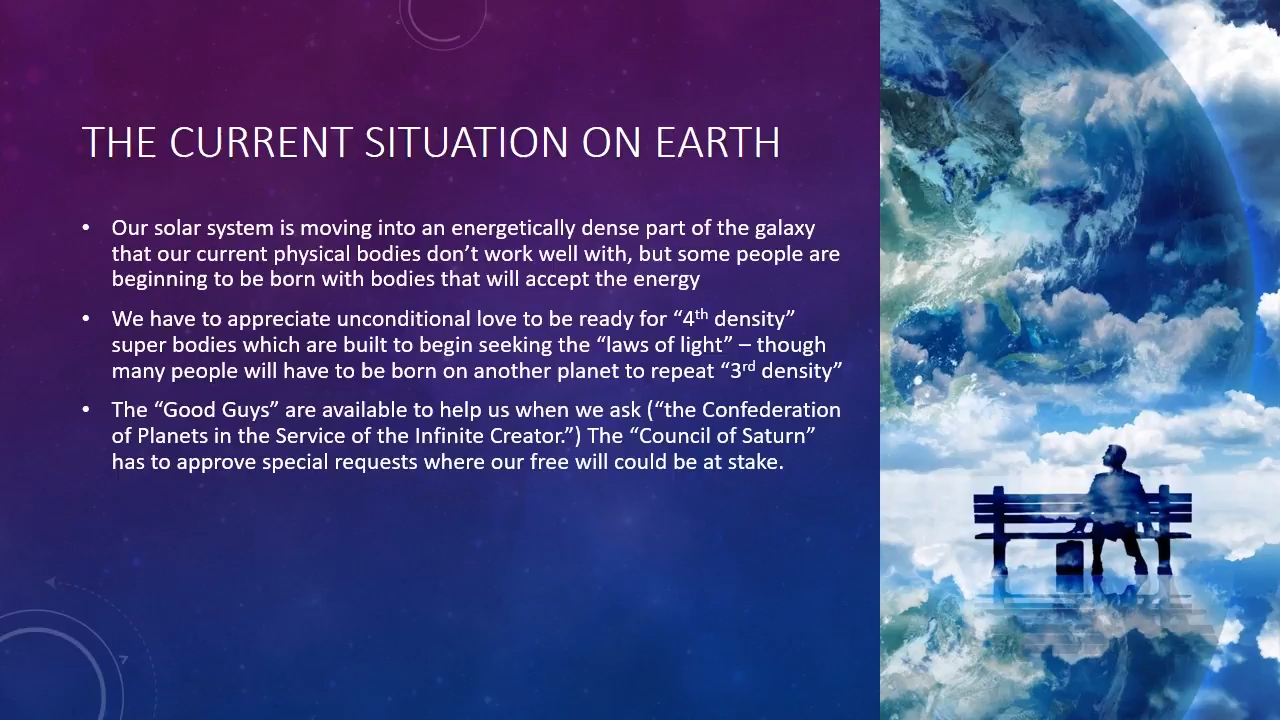 THE CURRENT SITUATION ON EARTH
• Our solar system is moving into an energetically dense part of the galaxy
that our current physical bodies don’t work well with, but some people are
beginning to be born with bodies that will accept the energy
• We have to appreciate unconditional love to be ready for “4th density”
super bodies which are built to begin seeking the “laws of light” – though
many people will have to be born on another planet to repeat “3rd density”
• The “Good Guys” are available to help us when we ask (“the Confederation
of Planets in the Service of the Infinite Creator.”) The “Council of Saturn”
has to approve special requests where our free will could be at stake.